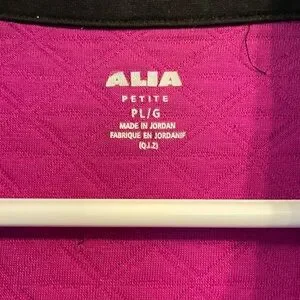 ALIA
PETITE
PL/G
MADE IN JORDAN
FABRIQUE EN JORDANIE
(Q.I.Z)